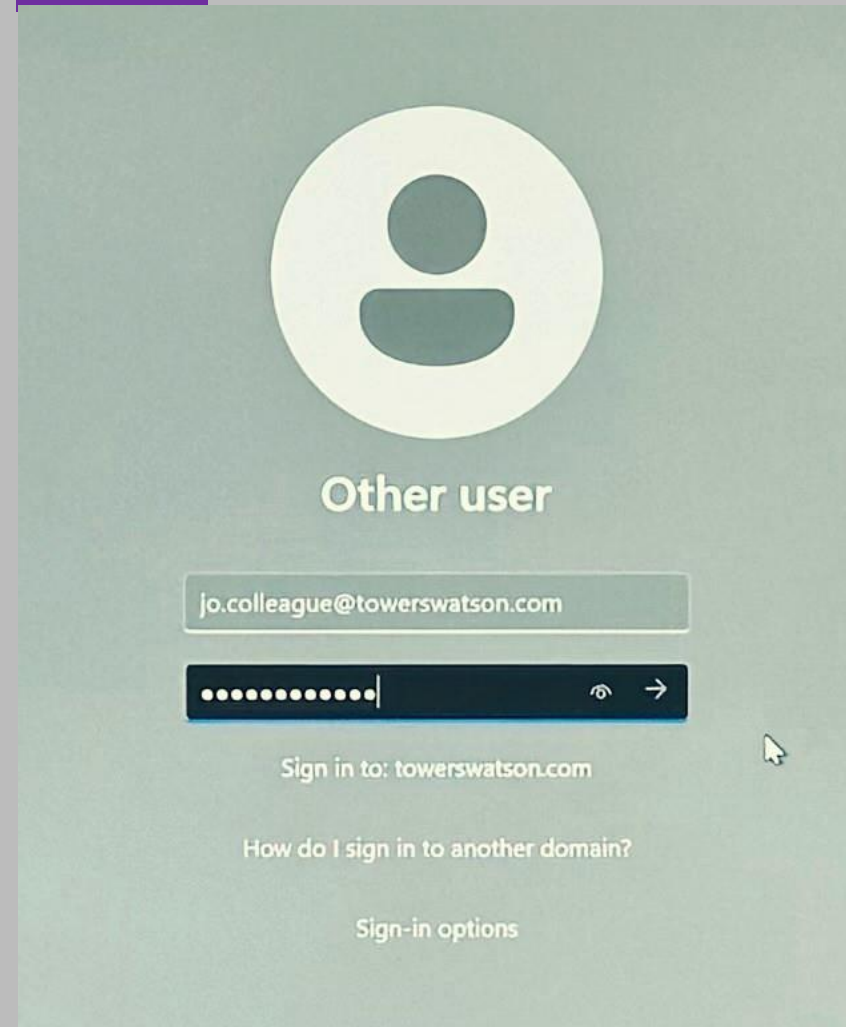 Other user
jo.colleague@towerswatson.com
••••••••••••
Sign in to: towerswatson.com
How do I sign in to another domain?
Sign-in options